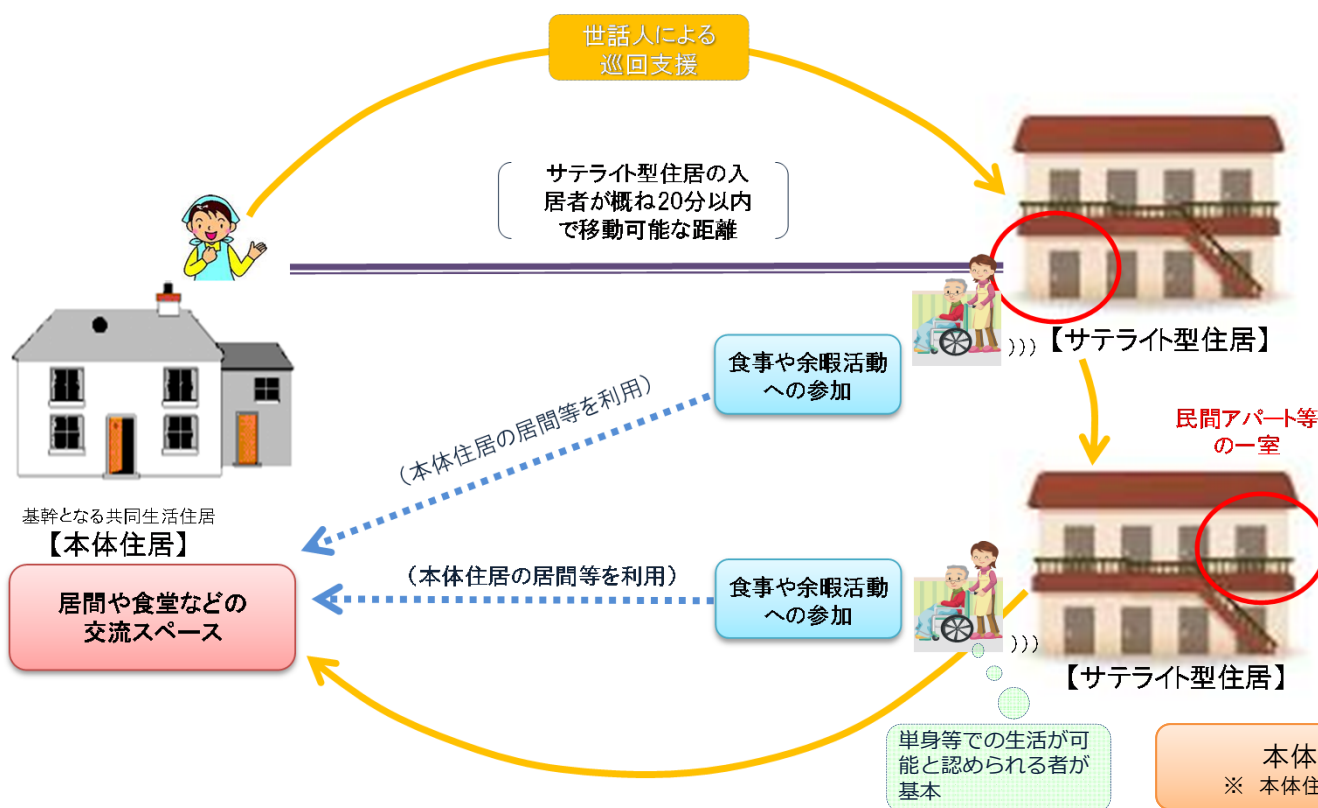 世話人による
巡回支援
サテライト型住居の入
居者が概ね20分以内
で移動可能な距離
【サテライト型住居】
食事や余暇活動
への参加
（本体住居の居間等を利用）
民間アパート等
の一室
基幹となる共同生活住居
【本体住居】
居間や食堂などの
交流スペース
（本体住居の居間等を利用）
食事や余暇活動
への参加
【サテライト型住居】
単身等での生活が可
能と認められる者が
基本
本体
※ 本体住